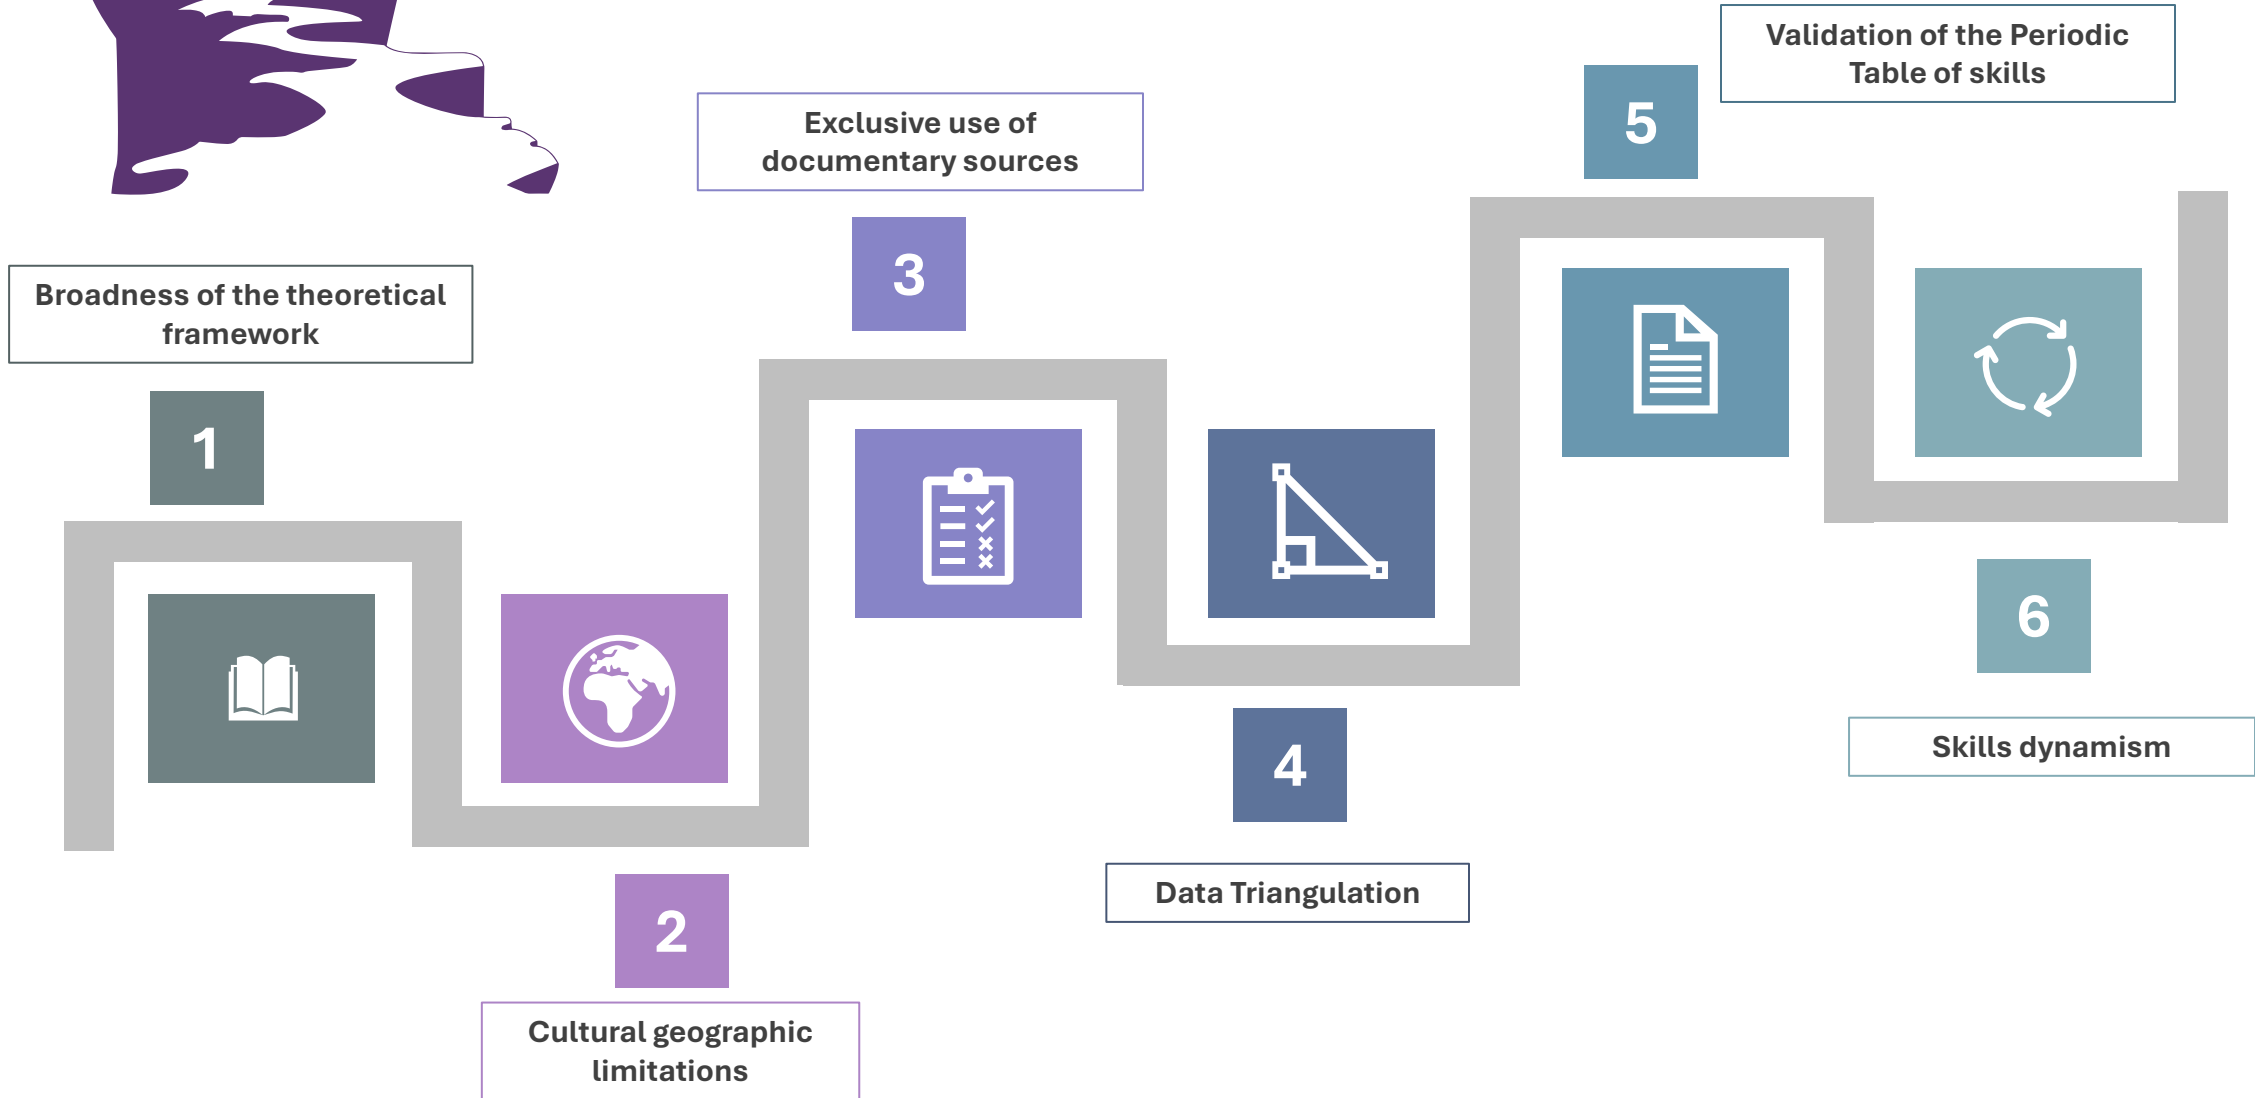 Broadness of the theoretical
framework
1
2
Cultural geographic
limitations
Exclusive use of
documentary sources
3
4
Data Triangulation
Validation of the Periodic
Table of skills
5
6
Skills dynamism